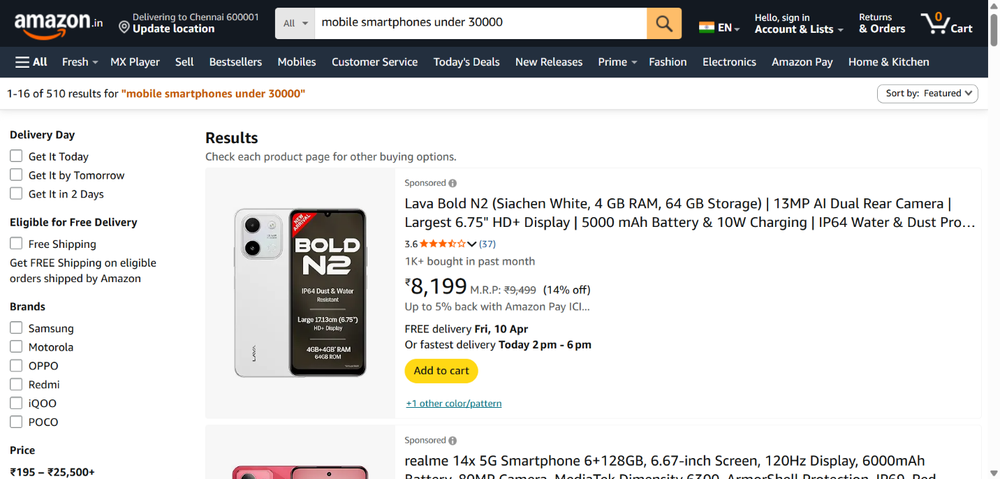 amazon.in
Delivering to Chennai 600001
Update location
All
mobile smartphones under 30000
EN
Hello, sign in
Account & Lists
Returns
& Orders
0
Cart
All
Fresh
MX Player
Sell
Bestsellers
Mobiles
Customer Service
Today's Deals
New Releases
Prime
Fashion
Electronics
Amazon Pay
Home & Kitchen
1-16 of 510 results for "mobile smartphones under 30000"
Sort by: Featured
Delivery Day
Get It Today
Get It by Tomorrow
Get It in 2 Days
Eligible for Free Delivery
Free Shipping
Get FREE Shipping on eligible
orders shipped by Amazon
Brands
Samsung
Motorola
OPPO
Redmi
iQOO
POCO
Price
₹195 – ₹25,500+
Results
Check each product page for other buying options.
NEW
ARRIVAL
BOLD
N2
IP64 Dust & Water
Resistant
Large 17.13cm (6.75")
HD+ Display
4GB+4GB* RAM
64GB ROM
LAVA
Sponsored
Lava Bold N2 (Siachen White, 4 GB RAM, 64 GB Storage) | 13MP AI Dual Rear Camera |
Largest 6.75" HD+ Display | 5000 mAh Battery & 10W Charging | IP64 Water & Dust Pro…
3.6 (37)
1K+ bought in past month
₹8,199 M.R.P: ₹9,499 (14% off)
Up to 5% back with Amazon Pay ICI…
FREE delivery Fri, 10 Apr
Or fastest delivery Today 2 pm - 6 pm
Add to cart
+1 other color/pattern
Sponsored
realme 14x 5G Smartphone 6+128GB, 6.67-inch Screen, 120Hz Display, 6000mAh
Battery, 80MP Camera, MediaTek Dimensity 6300, ArmorShell Protection, IP69, Red